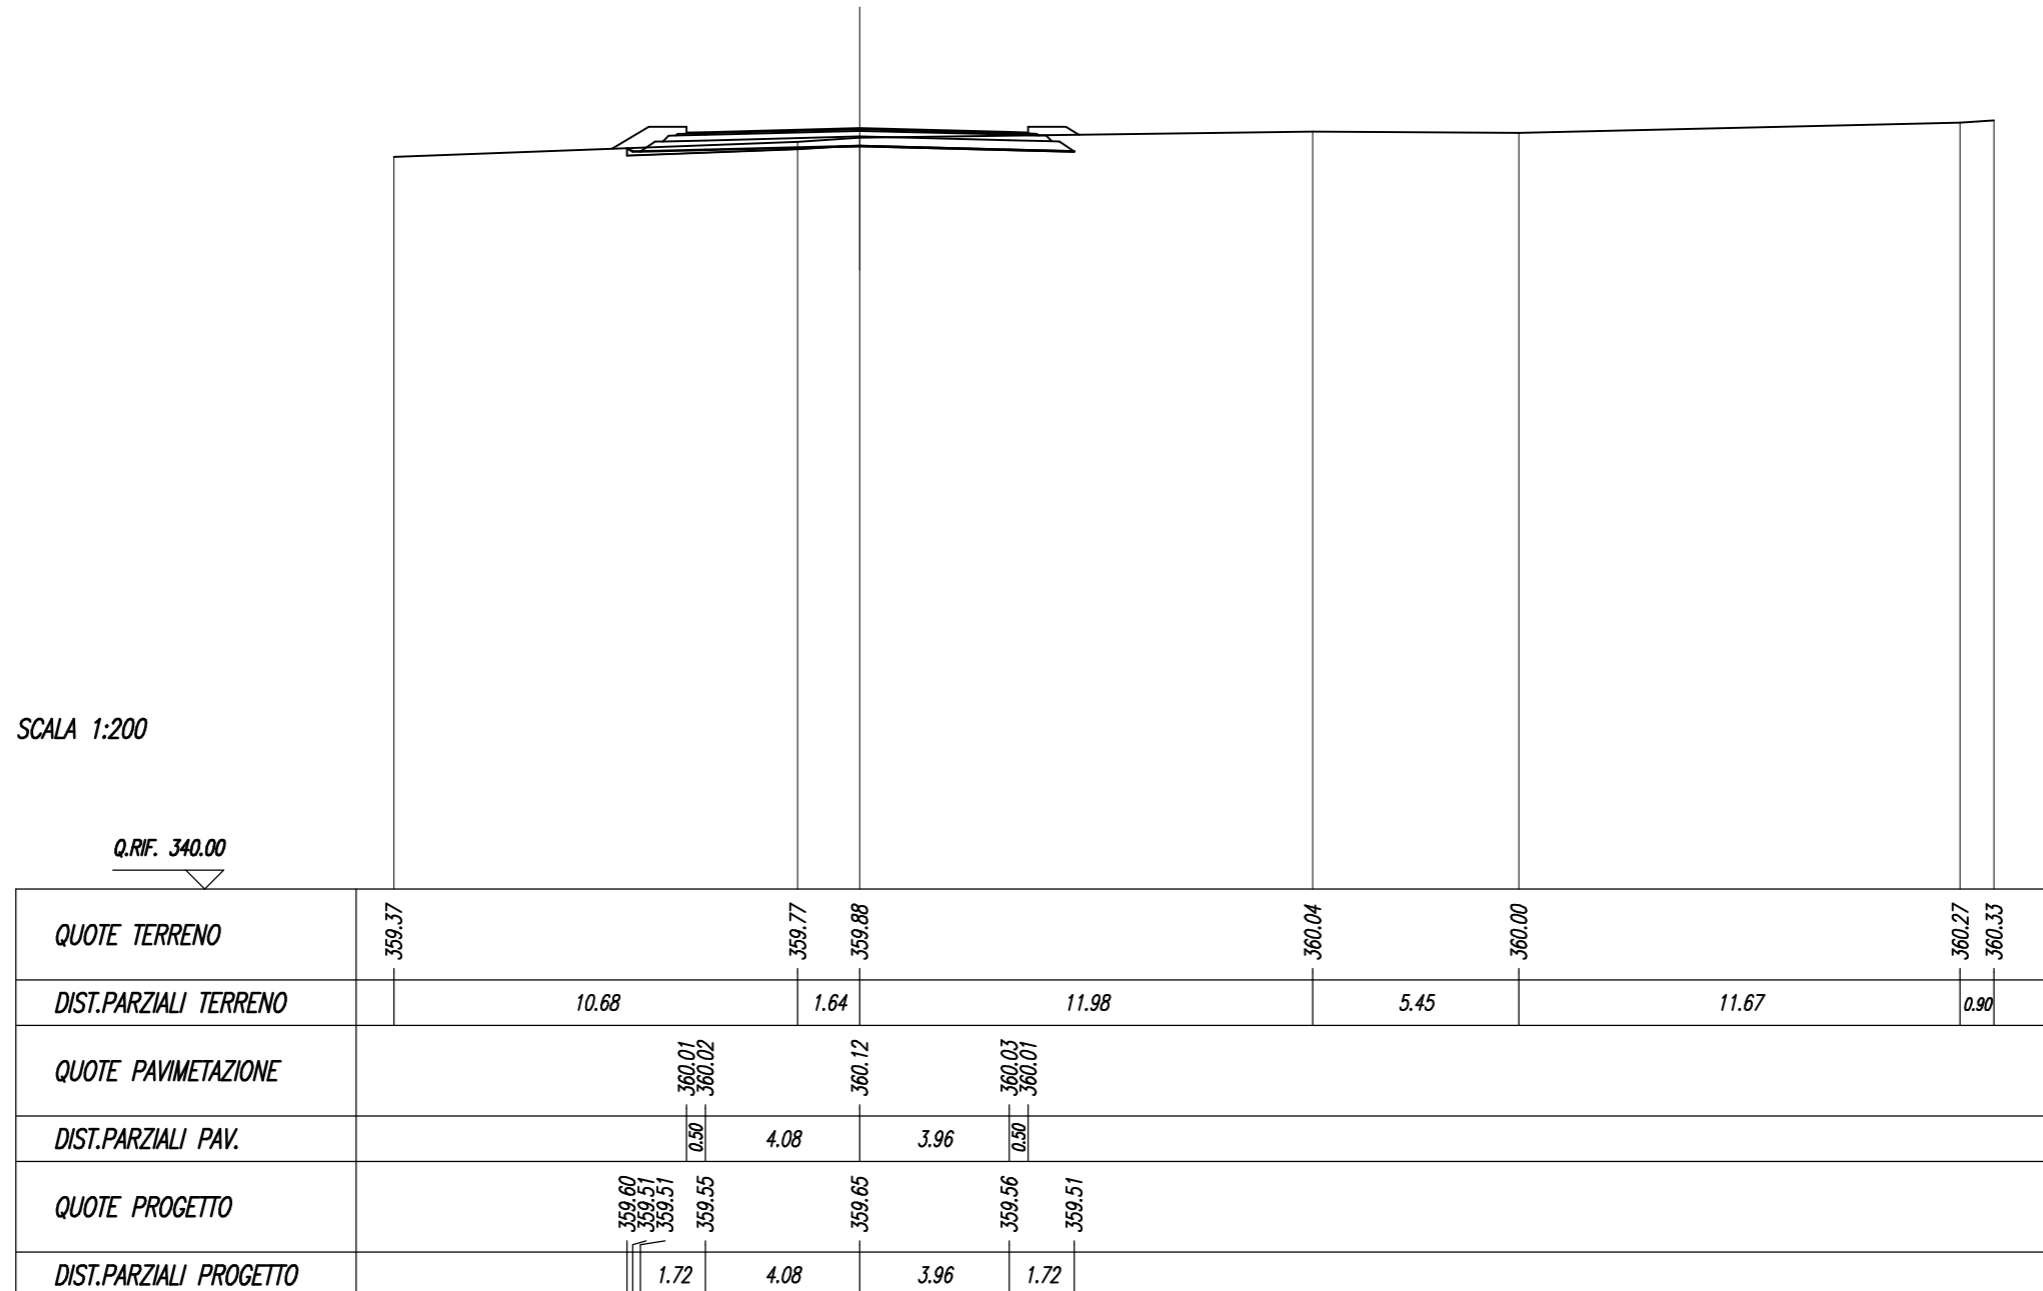 SCALA 1:200
Q.RIF. 340.00
QUOTE TERRENO 359.37 359.77 359.88 360.04 360.00 360.27 360.33
DIST.PARZIALI TERRENO 10.68 1.64 11.98 5.45 11.67 0.90
QUOTE PAVIMETAZIONE 360.01 360.02 360.12 360.03 360.01
DIST.PARZIALI PAV. 0.50 4.08 3.96 0.50
QUOTE PROGETTO 359.60 359.51 359.51 359.55 359.65 359.56 359.51
DIST.PARZIALI PROGETTO 1.72 4.08 3.96 1.72